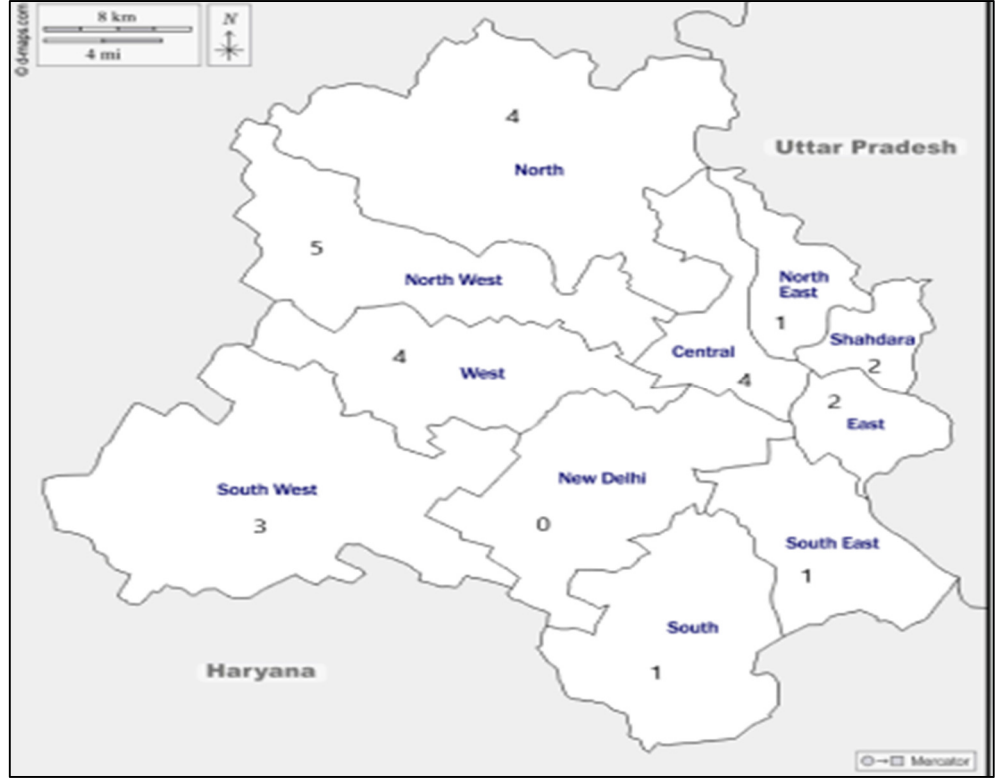 8 km
4 mi
N
© d-maps.com
4
North
Uttar Pradesh
5
North West
North
East
1
Shahdara
2
Central
4
4
West
2
East
South West
3
New Delhi
0
South East
1
South
1
Haryana
Mercator